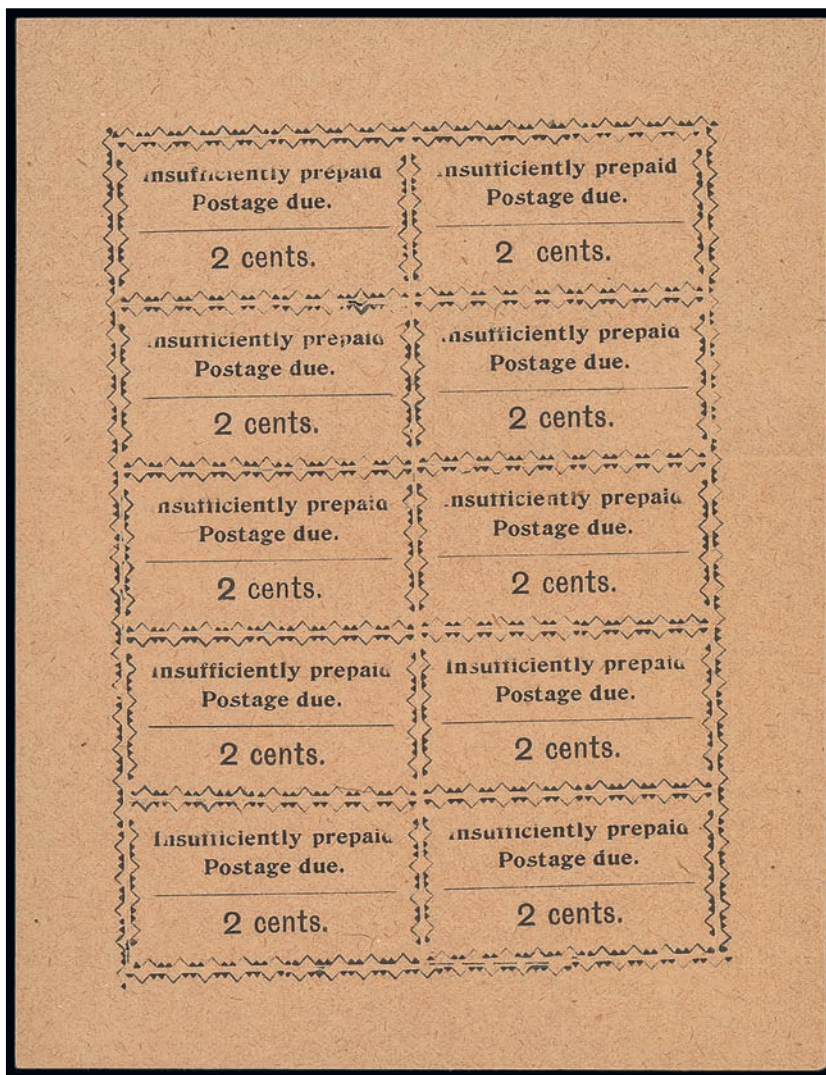 Insufficiently prepaid
Postage due.
2 cents.
Insufficiently prepaid
Postage due.
2 cents.
Insufficiently prepaid
Postage due.
2 cents.
Insufficiently prepaid
Postage due.
2 cents.
Insufficiently prepaid
Postage due.
2 cents.
Insufficiently prepaid
Postage due.
2 cents.
Insufficiently prepaid
Postage due.
2 cents.
Insufficiently prepaid
Postage due.
2 cents.
Insufficiently prepaid
Postage due.
2 cents.
Insufficiently prepaid
Postage due.
2 cents.